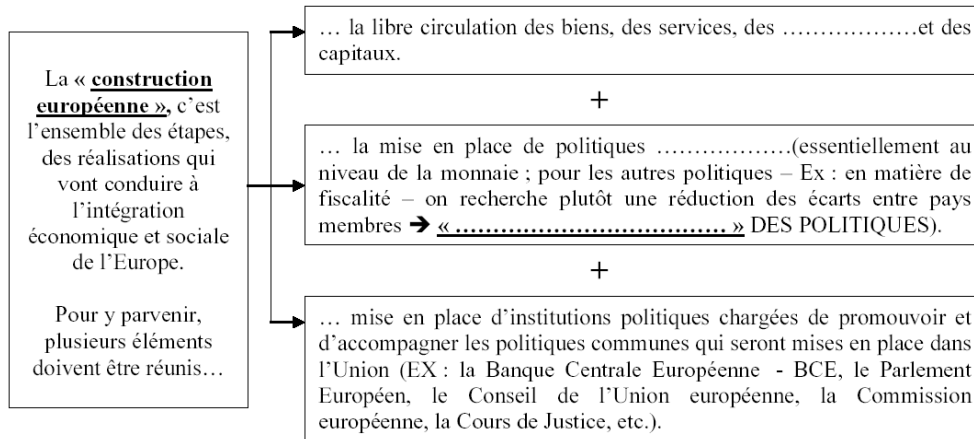 La « construction
européenne », c’est
l’ensemble des étapes,
des réalisations qui
vont conduire à
l’intégration
économique et sociale
de l’Europe.
Pour y parvenir,
plusieurs éléments
doivent être réunis…
… la libre circulation des biens, des services, des ………………et des
capitaux.
+
… la mise en place de politiques ………………(essentiellement au
niveau de la monnaie ; pour les autres politiques – Ex : en matière de
fiscalité – on recherche plutôt une réduction des écarts entre pays
membres ➔ « ……………………………… » DES POLITIQUES).
+
… mise en place d’institutions politiques chargées de promouvoir et
d’accompagner les politiques communes qui seront mises en place dans
l’Union (EX : la Banque Centrale Européenne - BCE, le Parlement
Européen, le Conseil de l’Union européenne, la Commission
européenne, la Cours de Justice, etc.).